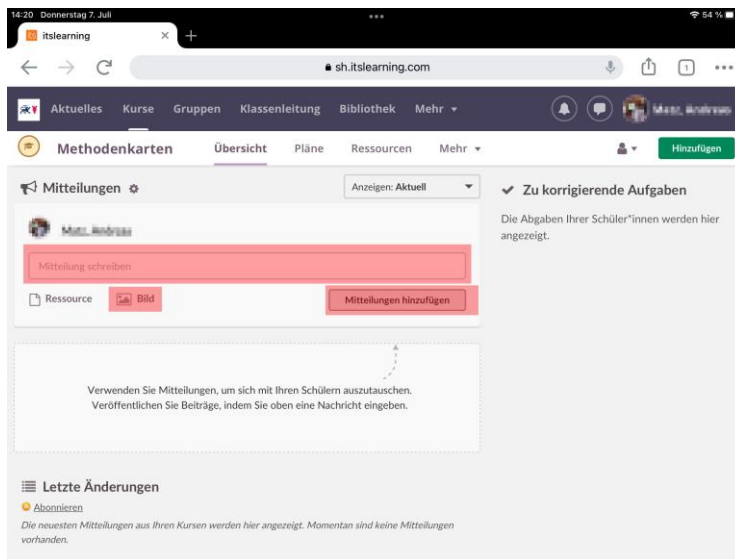 14:20 Donnerstag 7. Juli
54 %
itslearning
sh.itslearning.com
1
Aktuelles Kurse Gruppen Klassenleitung Bibliothek Mehr
Methodenkarten Übersicht Pläne Ressourcen Mehr Hinzufügen
Mitteilungen
Anzeigen: Aktuell
Mitteilung schreiben
Ressource Bild Mitteilungen hinzufügen
Verwenden Sie Mitteilungen, um sich mit Ihren Schülern auszutauschen.
Veröffentlichen Sie Beiträge, indem Sie oben eine Nachricht eingeben.
Letzte Änderungen
Abonnieren
Die neuesten Mitteilungen aus Ihren Kursen werden hier angezeigt. Momentan sind keine Mitteilungen
vorhanden.
Zu korrigierende Aufgaben
Die Abgaben Ihrer Schüler*innen werden hier
angezeigt.